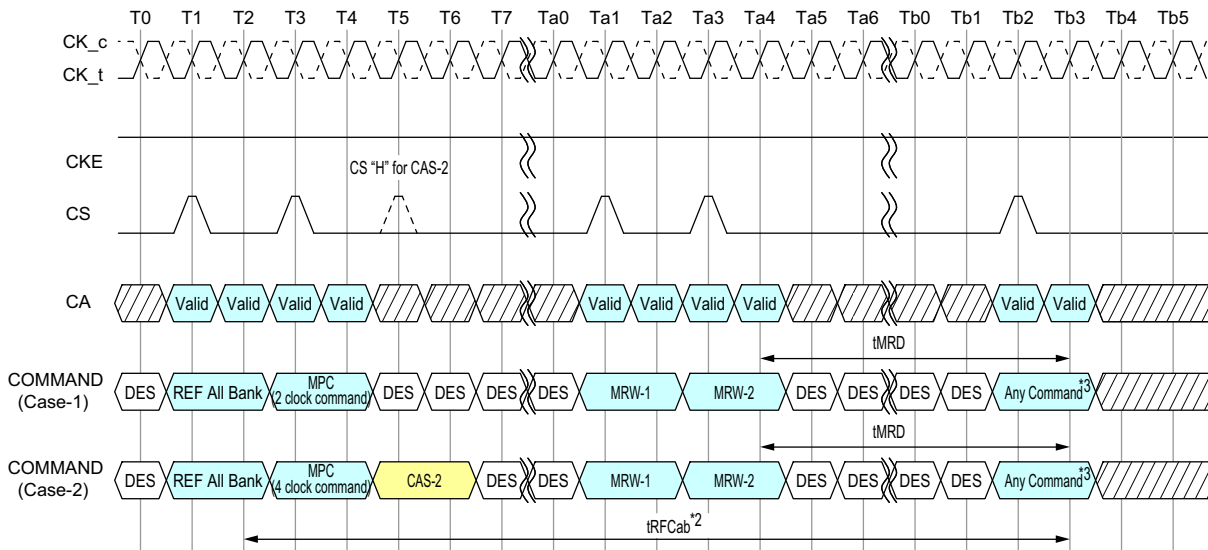 T0 T1 T2 T3 T4 T5 T6 T7 Ta0 Ta1 Ta2 Ta3 Ta4 Ta5 Ta6 Tb0 Tb1 Tb2 Tb3 Tb4 Tb5
CK_c
CK_t
CKE
CS "H" for CAS-2
CS
CA Valid Valid Valid Valid Valid Valid Valid Valid Valid Valid
tMRD
COMMAND
(Case-1)
DES REF All Bank MPC
(2 clock command) DES DES DES DES MRW-1 MRW-2 DES DES DES DES Any Command*3
tMRD
COMMAND
(Case-2)
DES REF All Bank MPC
(4 clock command) CAS-2 DES DES MRW-1 MRW-2 DES DES DES DES Any Command*3
tRFCab*2